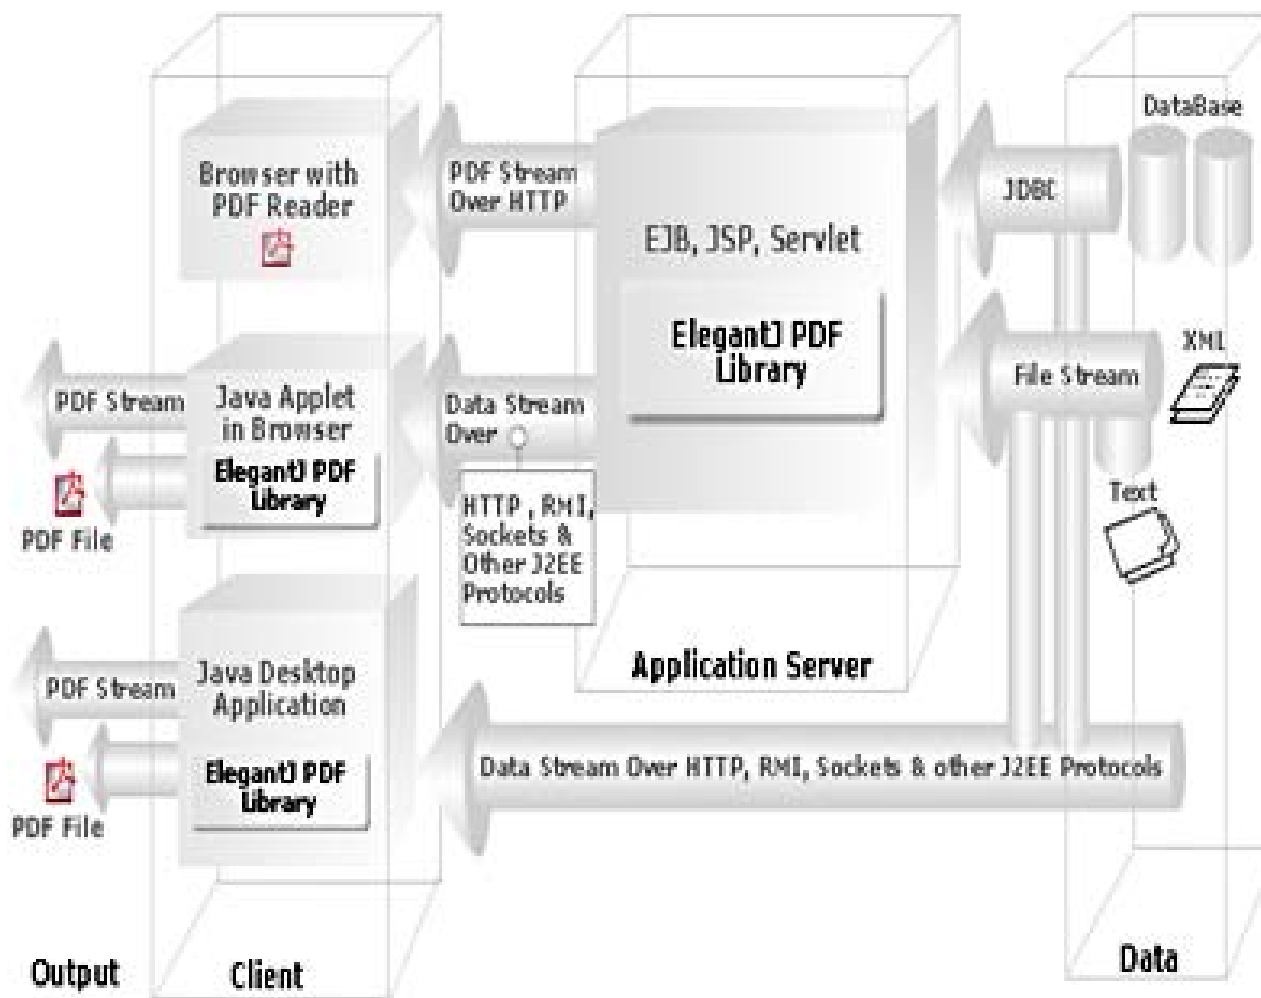 DataBase
Browser with
PDF Reader
PDF Stream
Over HTTP
JDBC
EJB, JSP, Servlet
ElegantJ PDF
Library
XML
File Stream
PDF Stream
Java Applet
in Browser
ElegantJ PDF
Library
Data Stream
Over
HTTP , RMI,
Sockets &
Other J2EE
Protocols
PDF File
Text
Application Server
PDF Stream
Java Desktop
Application
ElegantJ PDF
Library
PDF File
Data Stream Over HTTP, RMI, Sockets & other J2EE Protocols
Output
Client
Data